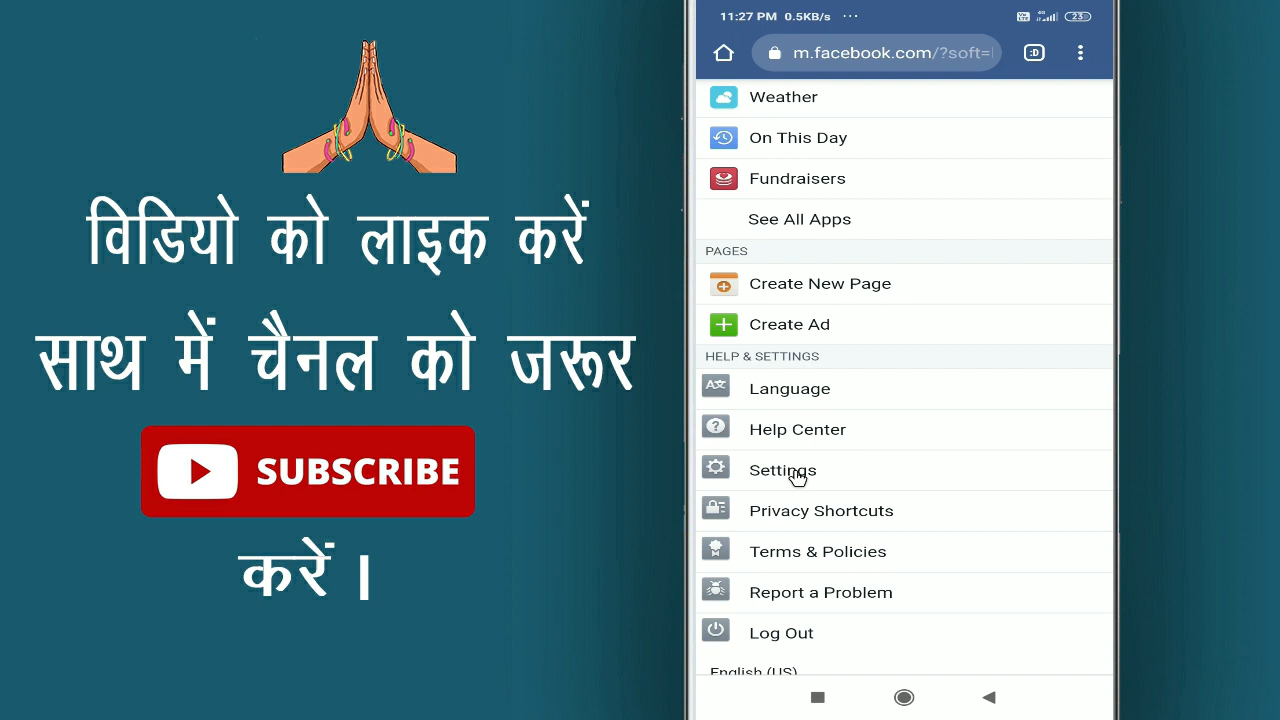 विडियो को लाइक करें
साथ में चैनल को जरूर
SUBSCRIBE
करें।
11:27 PM 0.5KB/s ...
4G
23
m.facebook.com/?soft=
:D
Weather
On This Day
Fundraisers
See All Apps
PAGES
Create New Page
Create Ad
HELP & SETTINGS
Language
Help Center
Settings
Privacy Shortcuts
Terms & Policies
Report a Problem
Log Out
English (US)